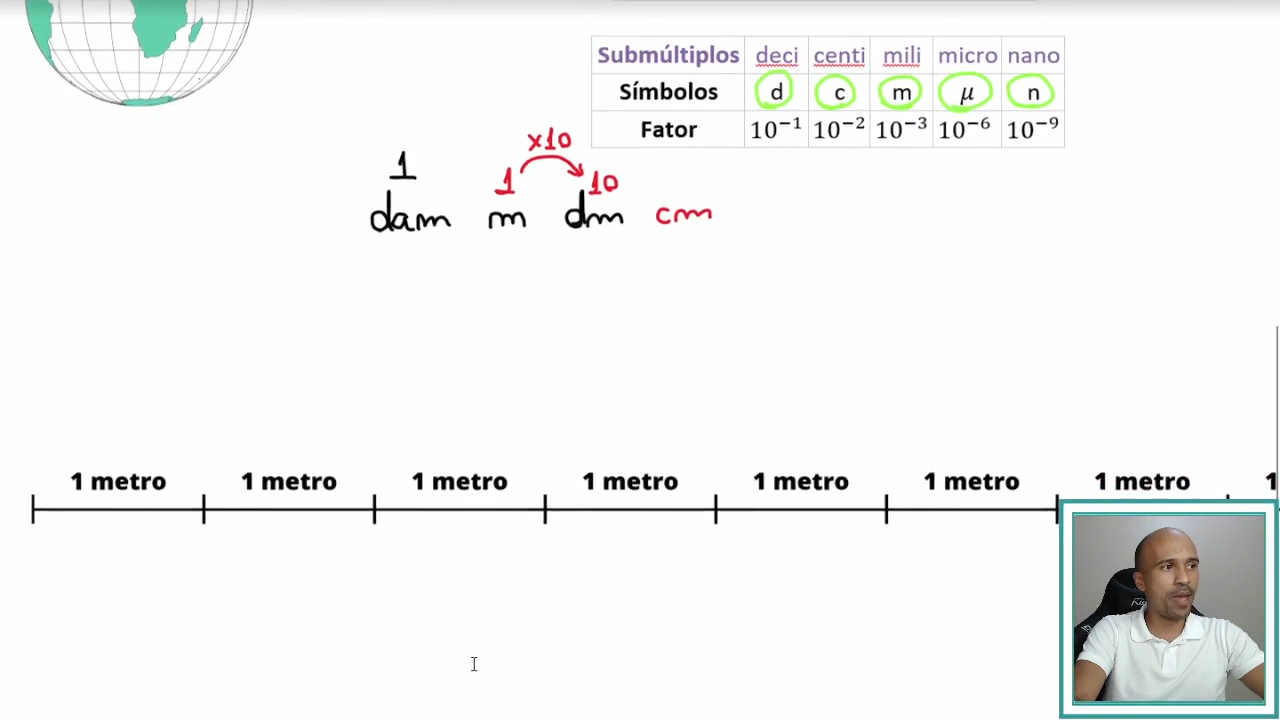 Submúltiplos deci centi mili micro nano
Símbolos d c m μ n
Fator 10⁻¹ 10⁻² 10⁻³ 10⁻⁶ 10⁻⁹
x10
1 1 10
dam m dm cm
1 metro 1 metro 1 metro 1 metro 1 metro 1 metro 1 metro 1